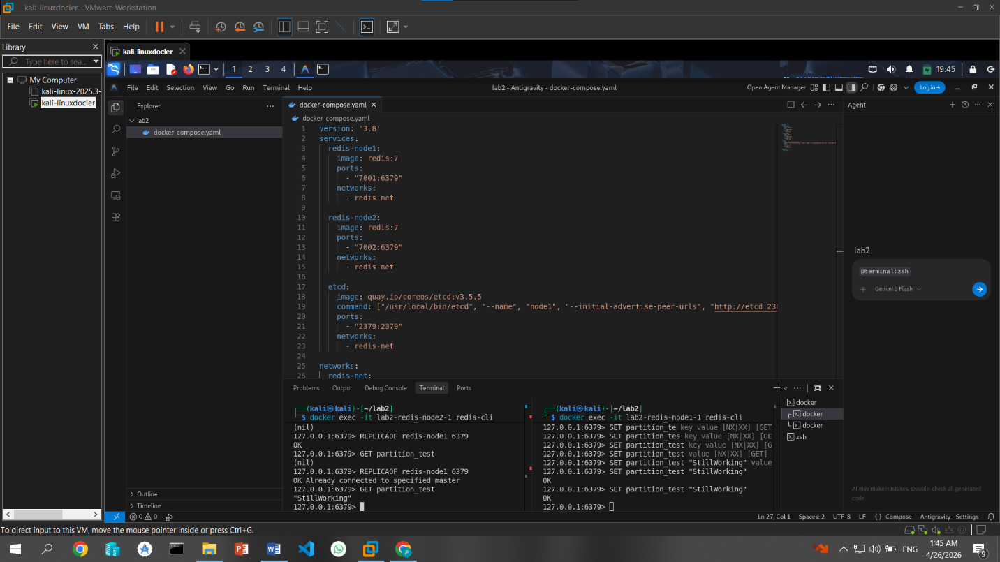 kali-linuxdocler - VMware Workstation
File Edit View VM Tabs Help
Library
Type here to sea...
My Computer
kali-linux-2025.3-
kali-linuxdocler
kali-linuxdocler
1 2 3 4
19:45
File Edit Selection View Go Run Terminal Help
lab2 - Antigravity - docker-compose.yaml
Open Agent Manager
Log in
Explorer
lab2
docker-compose.yaml
Outline
Timeline
docker-compose.yaml
docker-compose.yaml
1 version: '3.8'
2 services:
3 redis-node1:
4 image: redis:7
5 ports:
6 - "7001:6379"
7 networks:
8 - redis-net
9
10 redis-node2:
11 image: redis:7
12 ports:
13 - "7002:6379"
14 networks:
15 - redis-net
16
17 etcd:
18 image: quay.io/coreos/etcd:v3.5.5
19 command: ["/usr/local/bin/etcd", "--name", "node1", "--initial-advertise-peer-urls", "http://etcd:238
20 ports:
21 - "2379:2379"
22 networks:
23 - redis-net
24
25 networks:
26 redis-net:
Problems Output Debug Console Terminal Ports
(kali㉿kali)-[~/lab2]
$ docker exec -it lab2-redis-node2-1 redis-cli
(nil)
127.0.0.1:6379> REPLICAOF redis-node1 6379
OK
127.0.0.1:6379> GET partition_test
(nil)
127.0.0.1:6379> REPLICAOF redis-node1 6379
OK Already connected to specified master
127.0.0.1:6379> GET partition_test
"StillWorking"
127.0.0.1:6379>
(kali㉿kali)-[~/lab2]
$ docker exec -it lab2-redis-node1-1 redis-cli
127.0.0.1:6379> SET partition_te key value [NX|XX] [GET
127.0.0.1:6379> SET partition_tes key value [NX|XX] [GE
127.0.0.1:6379> SET partition_test key value [NX|XX] [G
127.0.0.1:6379> SET partition_test value [NX|XX] [GET]
127.0.0.1:6379> SET partition_test "StillWorking" value
127.0.0.1:6379> SET partition_test "StillWorking"
OK
127.0.0.1:6379> SET partition_test "StillWorking"
OK
127.0.0.1:6379>
docker
docker
docker
zsh
Agent
lab2
@terminal:zsh
Gemini 3 Flash
AI may make mistakes. Double-check all generated
code.
0 0
Ln 27, Col 1 Spaces: 2 UTF-8 LF {} Compose Antigravity - Settings
To direct input to this VM, move the mouse pointer inside or press Ctrl+G.
ENG
1:45 AM
4/26/2026
9